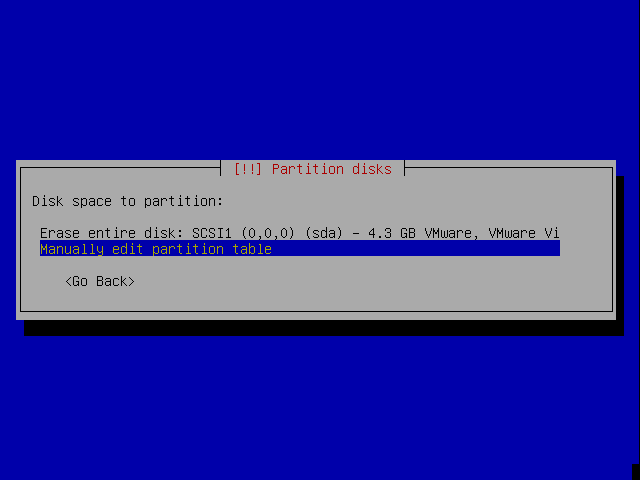 [!!] Partition disks
Disk space to partition:
Erase entire disk: SCSI1 (0,0,0) (sda) - 4.3 GB VMware, VMware Vi
Manually edit partition table
<Go Back>